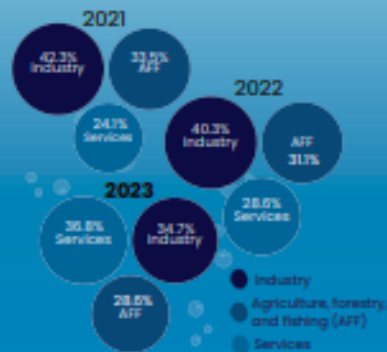 2021
42.3%
Industry
33.5%
AFF
24.1%
Services
2022
40.3%
Industry
AFF
31.1%
28.6%
Services
2023
36.8%
Services
34.7%
Industry
28.6%
AFF
Industry
Agriculture, forestry,
and fishing (AFF)
Services